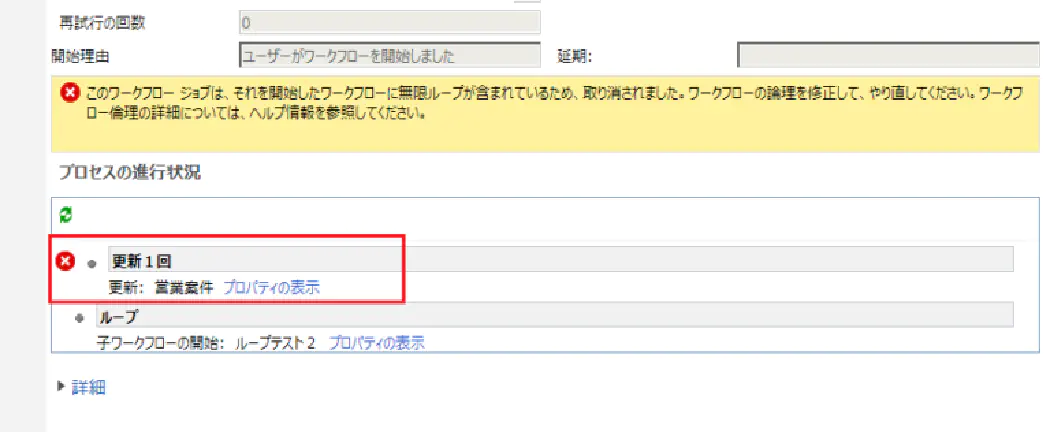 再試行の回数 0
開始理由 ユーザーがワークフローを開始しました 延期:
このワークフロー ジョブは、それを開始したワークフローに無限ループが含まれているため、取り消されました。ワークフローの論理を修正して、やり直してください。ワークフ
ロー倫理の詳細については、ヘルプ情報を参照してください。
プロセスの進行状況
更新1回
更新: 営業案件 プロパティの表示
ループ
子ワークフローの開始: ループテスト2 プロパティの表示
詳細